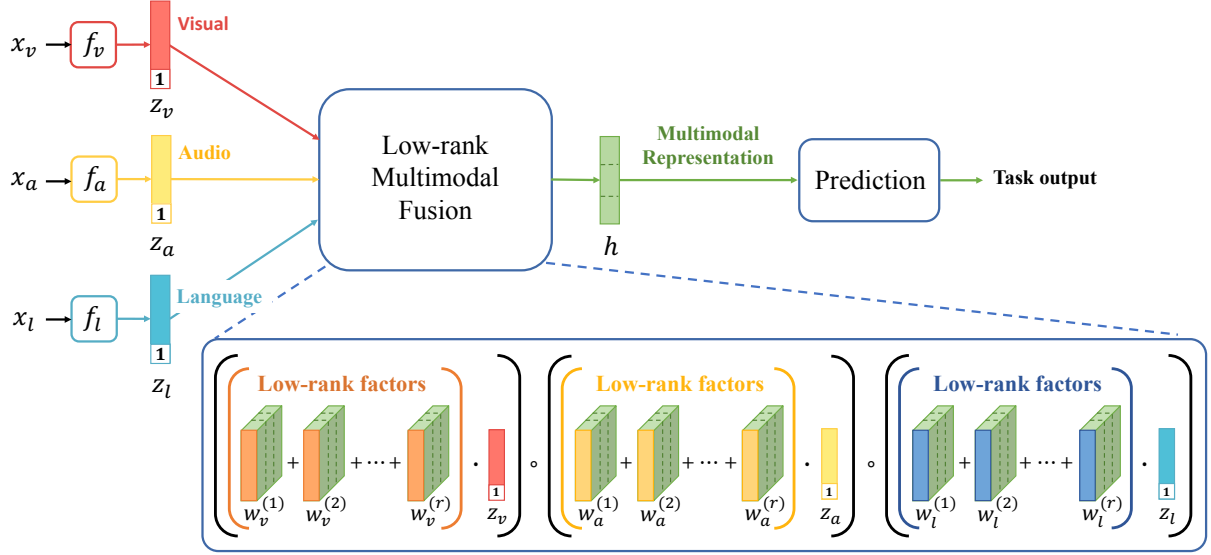 x_v
f_v
Visual
1
z_v
x_a
f_a
Audio
1
z_a
x_l
f_l
Language
1
z_l
Low-rank
Multimodal
Fusion
h
Multimodal
Representation
Prediction
Task output
Low-rank factors
+ + ⋯ + ·
1
w_v^(1) w_v^(2) w_v^(r) z_v
∘
Low-rank factors
+ + ⋯ + ·
1
w_a^(1) w_a^(2) w_a^(r) z_a
∘
Low-rank factors
+ + ⋯ + ·
1
w_l^(1) w_l^(2) w_l^(r) z_l